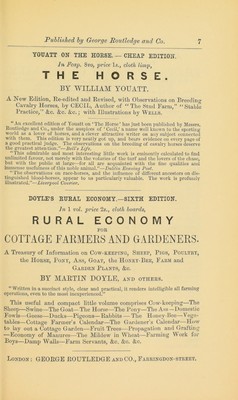 Published by George Routledge and Co. 7
YOUATT ON THE HORSE.—CHEAP EDITION.
In Fcap. 8vo, price 1s., cloth limp,
THE HORSE.
BY WILLIAM YOUATT.
A New Edition, Re-edited and Revised, with Observations on Breeding
Cavalry Horses, by CECIL, Author of "The Stud Farm," "Stable
Practice," &c. &c. &c.; with Illustrations by WELLS.
"An excellent edition of Youatt on 'The Horse' has just been published by Messrs.
Routledge and Co., under the auspices of 'Cecil,' a name well known in the sporting
world as a lover of horses, and a clever attractive writer on any subject connected
with them. This edition is very neatly got up, and bears evidence on every page of
a good practical judge. The observations on the breeding of cavalry horses deserve
the greatest attention."—Bell's Life.
"This admirable and most interesting little work is eminently calculated to find
unlimited favour, not merely with the votaries of the turf and the lovers of the chase,
but with the public at large—for all are acquainted with the fine qualities and
numerous usefulness of this noble animal."—Dublin Evening Post.
"The observations on race-horses, and the influence of different ancestors on dis-
tinguished blood-horses, appear to us particularly valuable. The work is profusely
illustrated."—Liverpool Courier.
DOYLE'S RURAL ECONOMY.—SIXTH EDITION.
In 1 vol. price 2s., cloth boards,
RURAL ECONOMY
FOR
COTTAGE FARMERS AND GARDENERS.
A Treasury of Information on COW-KEEPING, SHEEP, PIGS, POULTRY,
the HORSE, PONY, ASS, GOAT, the HONEY BEE, FARM and
GARDEN PLANTS, &c.
BY MARTIN DOYLE, AND OTHERS.
"Written in a succinct style, clear and practical, it renders intelligible all farming
operations, even to the most inexperienced."
This useful and compact little volume comprises Cow-keeping—The
Sheep—Swine—The Goat—The Horse—The Pony—The Ass—Domestic
Fowls—Geese—Ducks—Pigeons—Rabbits—The Honey-Bee—Vege-
tables—Cottage Farmer's Calendar—The Gardener's Calendar—How
to lay out a Cottage Garden—Fruit Trees—Propagation and Grafting
—Economy of Manures—The Mildew in Wheat—Farming Work for
Boys—Damp Walls—Farm Servants, &c. &c. &c.
LONDON: GEORGE ROUTLEDGE AND CO., FARRINGDON-STREET.